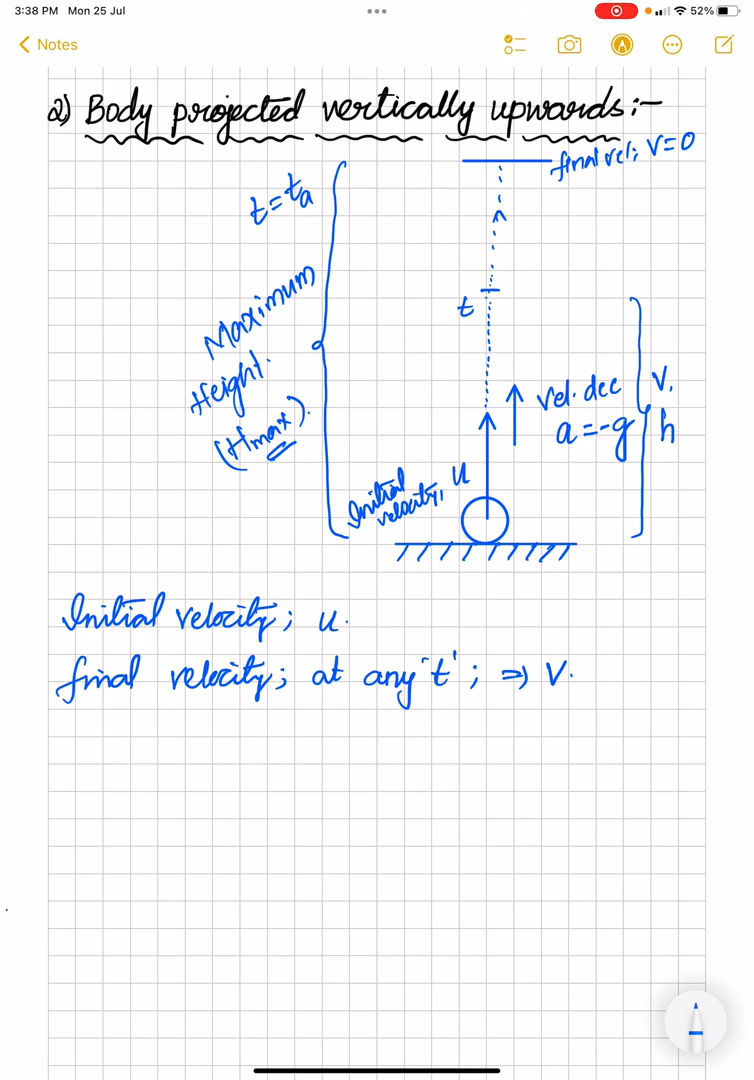 3:38 PM Mon 25 Jul
52%
Notes
2) Body projected vertically upwards:-
final vel; V=0
t=ta
t
Maximum
Height.
(Hmax).
vel. dec
a=-g
V,
h
Initial
velocity,
u
Initial velocity; u.
final velocity; at any 't'; => V.